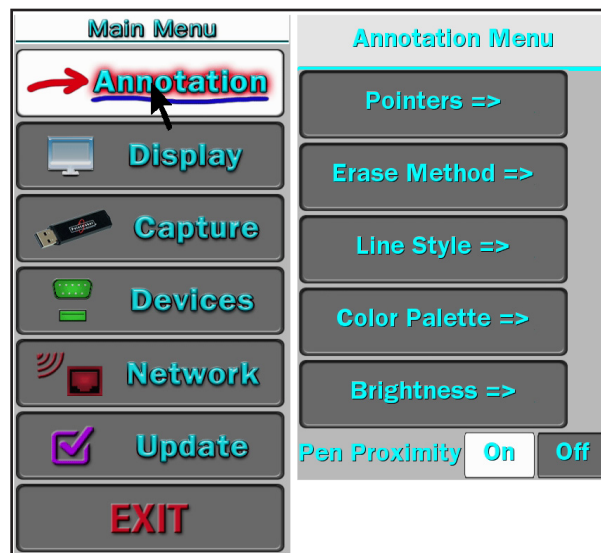 Main Menu
Annotation
Display
Capture
Devices
Network
Update
EXIT
Annotation Menu
Pointers =>
Erase Method =>
Line Style =>
Color Palette =>
Brightness =>
Pen Proximity On Off